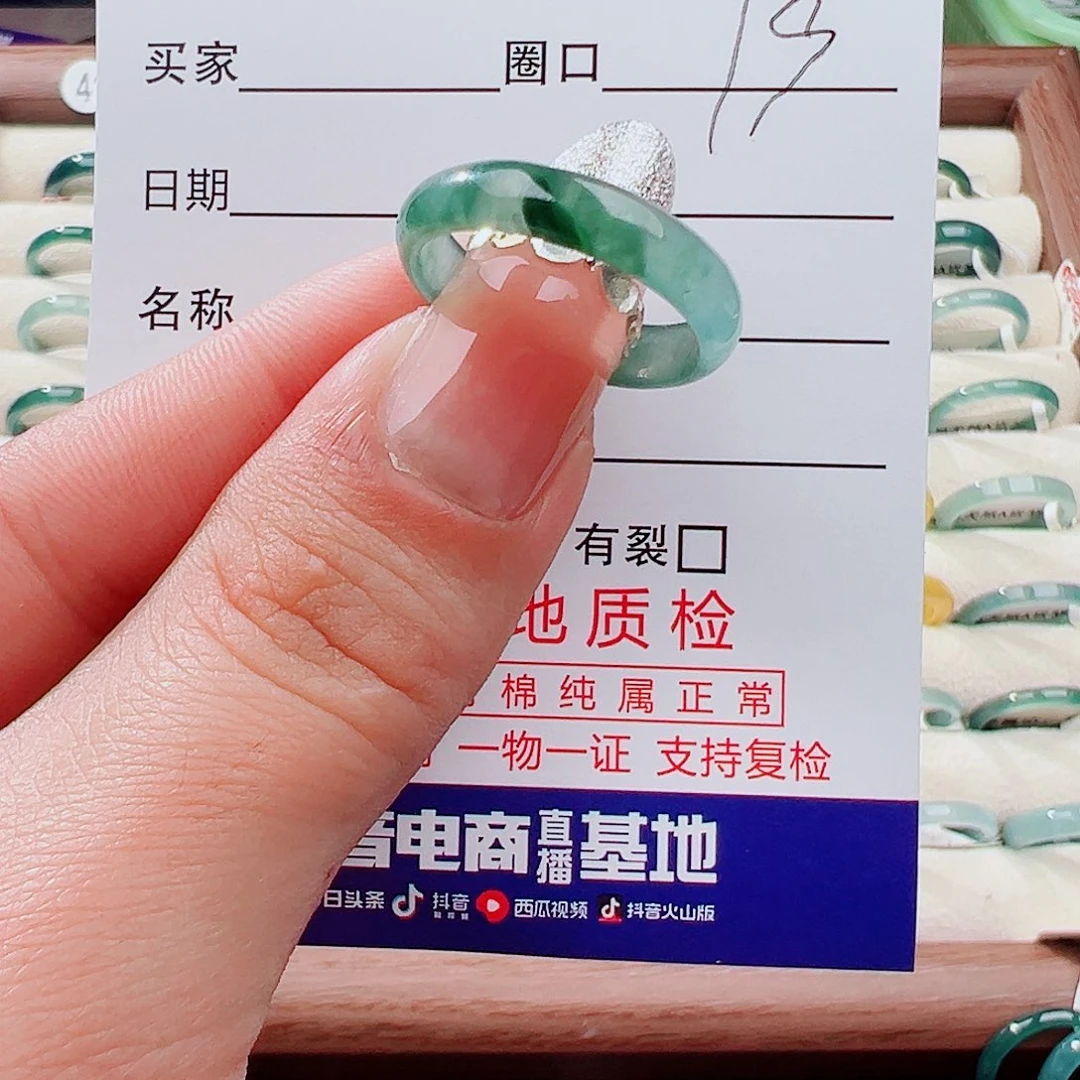 买家 圈口
日期
名称
有裂
地质检
棉纯属正常
一物一证 支持复检
音电商直播基地
日头条 抖音 西瓜视频 抖音火山版